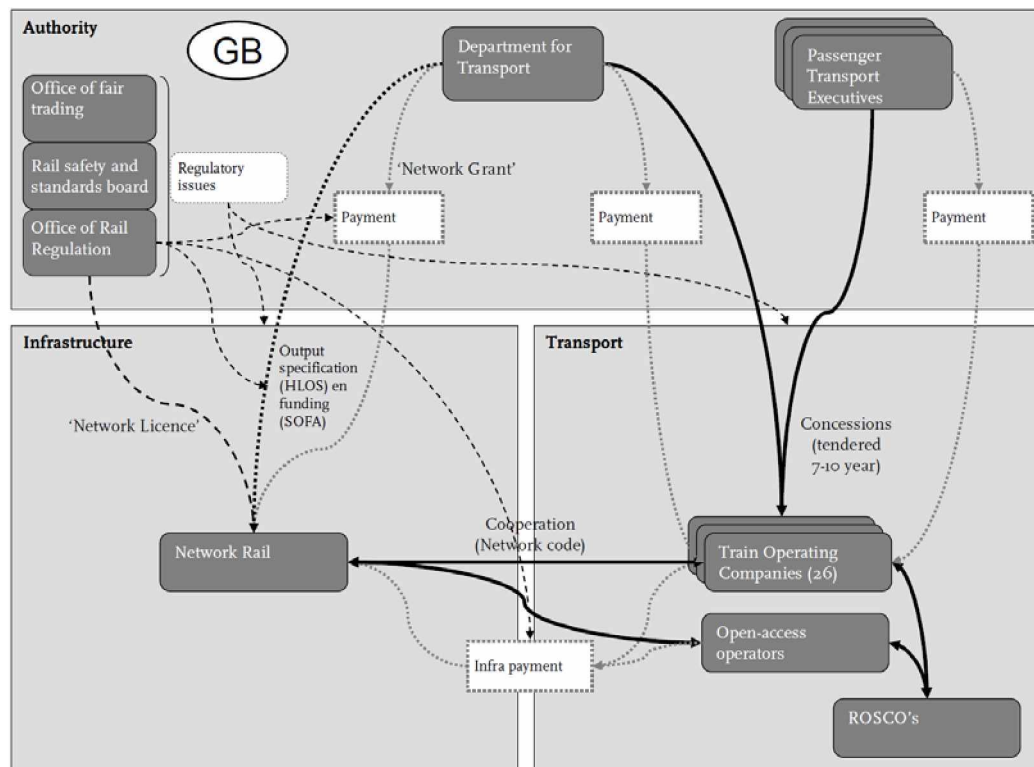 Authority
GB
Department for
Transport
Passenger
Transport
Executives
Office of fair
trading
Rail safety and
standards board
Office of Rail
Regulation
Regulatory
issues
‘Network Grant’
Payment
Payment
Payment
Infrastructure
Transport
Output
specification
(HLOS) en
funding
(SOFA)
‘Network Licence’
Concessions
(tendered
7-10 year)
Cooperation
(Network code)
Network Rail
Train Operating
Companies (26)
Open-access
operators
Infra payment
ROSCO’s